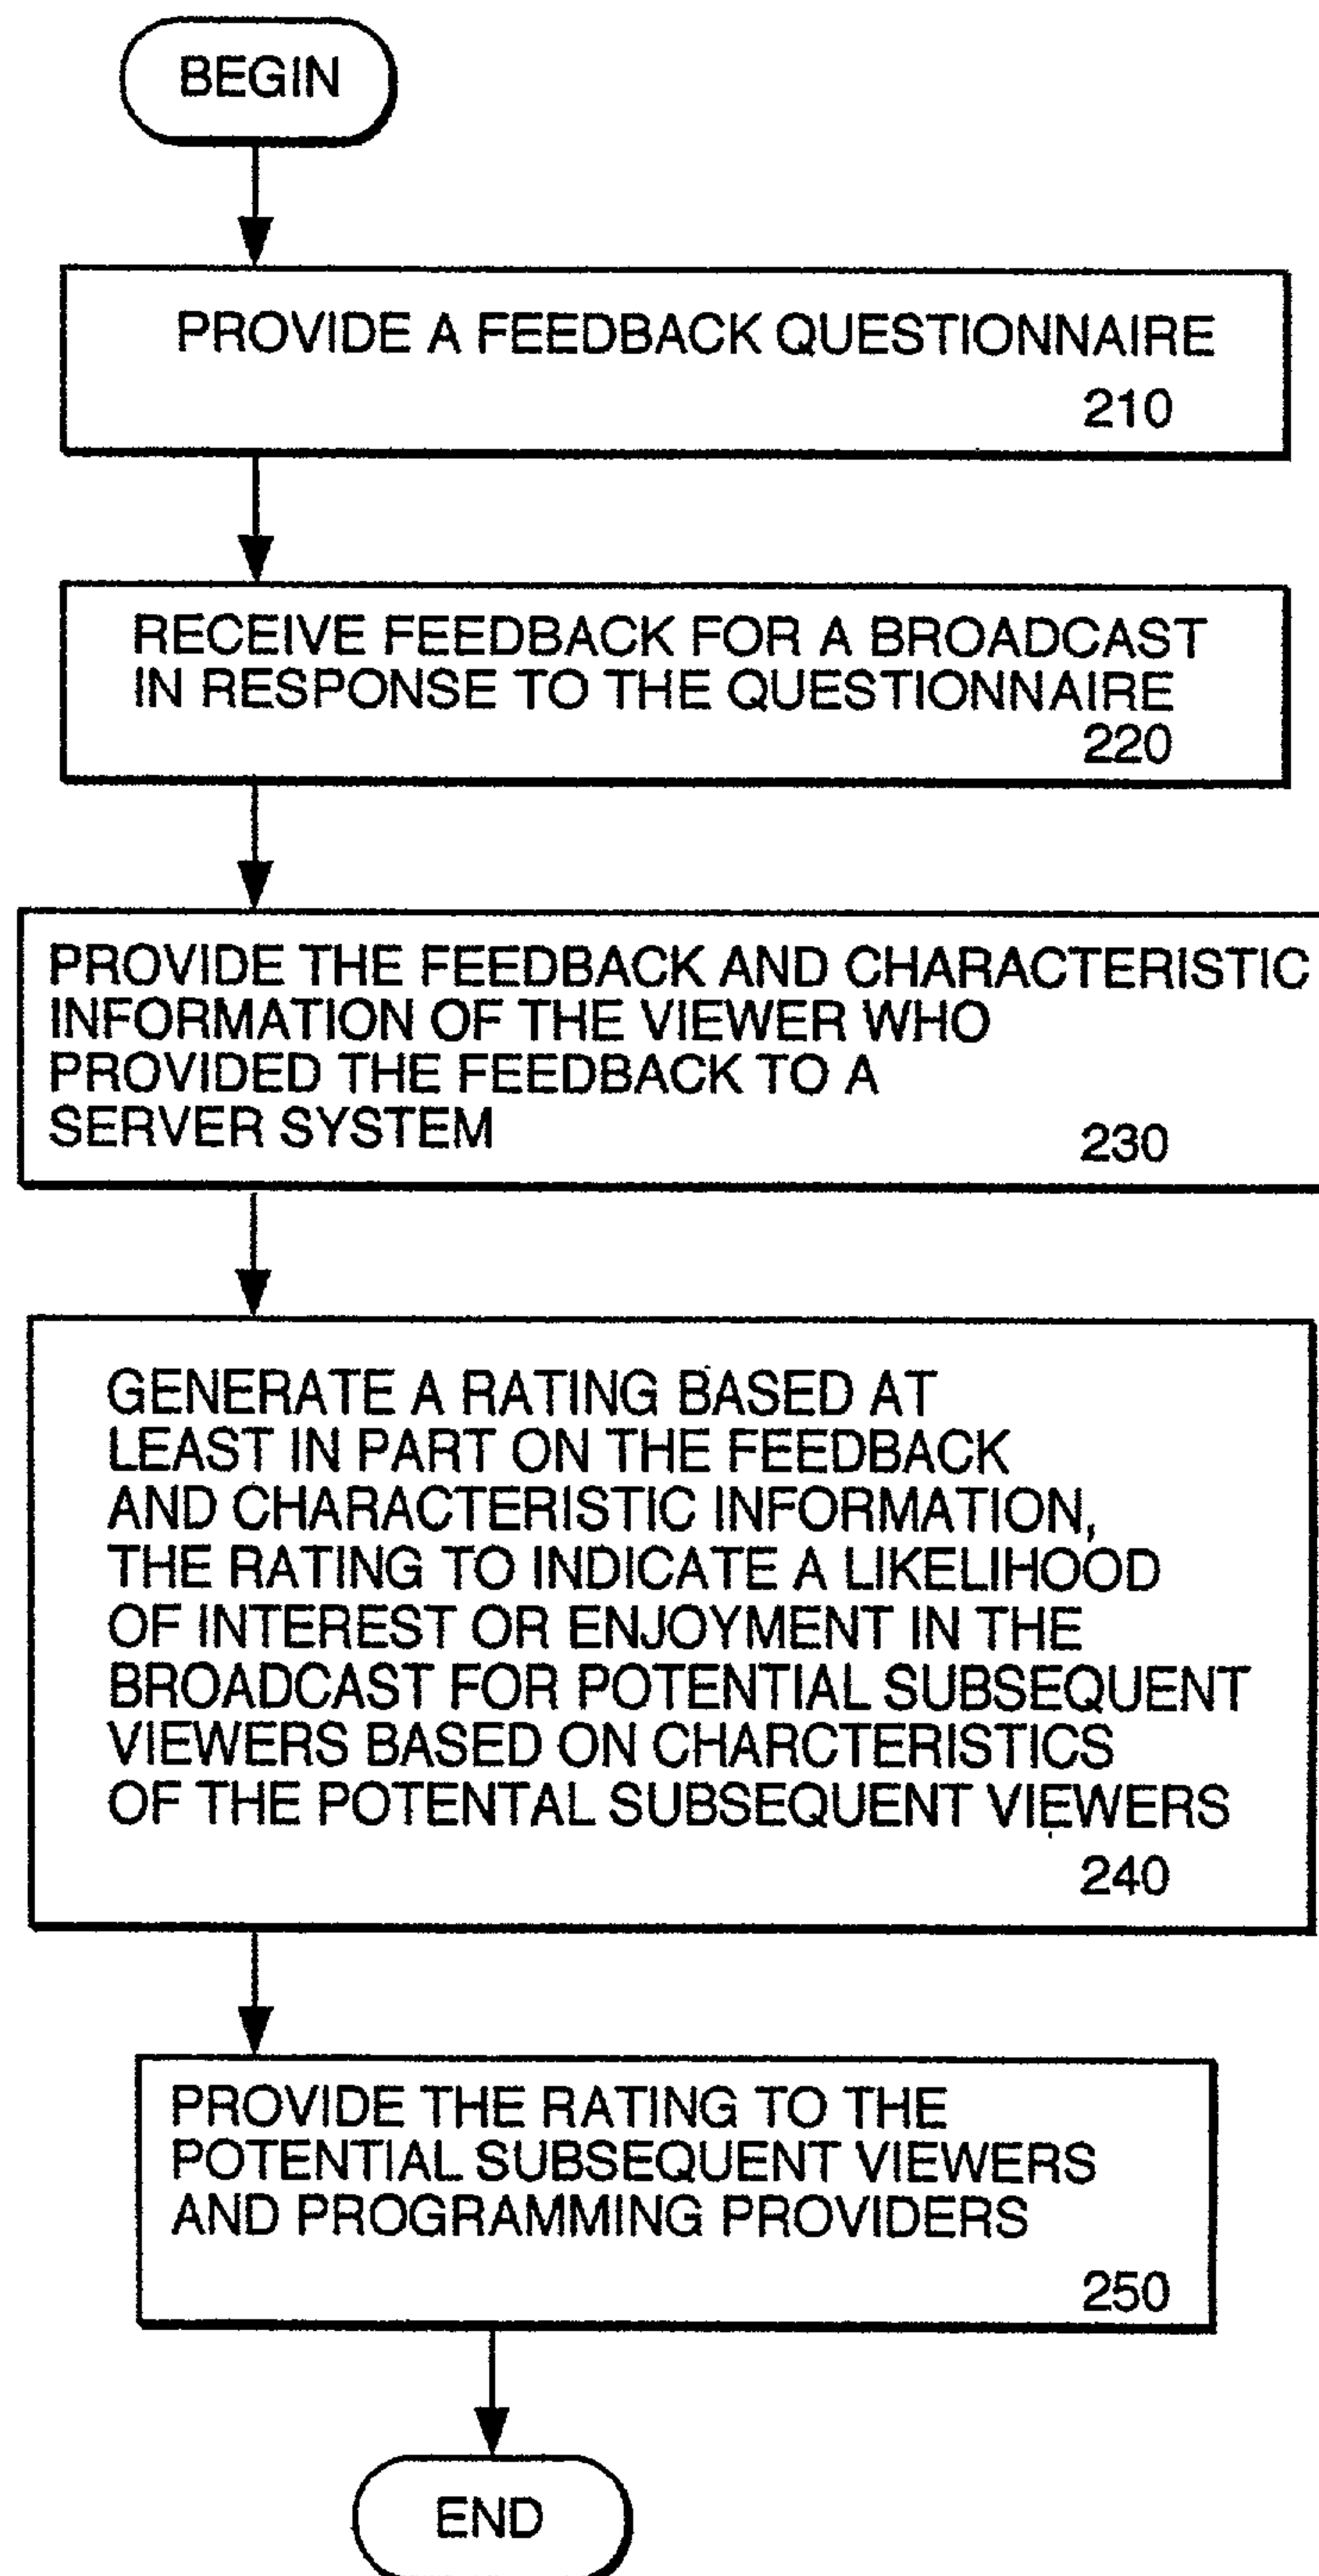 BEGIN
PROVIDE A FEEDBACK QUESTIONNAIRE
210
RECEIVE FEEDBACK FOR A BROADCAST
IN RESPONSE TO THE QUESTIONNAIRE
220
PROVIDE THE FEEDBACK AND CHARACTERISTIC
INFORMATION OF THE VIEWER WHO
PROVIDED THE FEEDBACK TO A
SERVER SYSTEM
230
GENERATE A RATING BASED AT
LEAST IN PART ON THE FEEDBACK
AND CHARACTERISTIC INFORMATION,
THE RATING TO INDICATE A LIKELIHOOD
OF INTEREST OR ENJOYMENT IN THE
BROADCAST FOR POTENTIAL SUBSEQUENT
VIEWERS BASED ON CHARCTERISTICS
OF THE POTENTAL SUBSEQUENT VIEWERS
240
PROVIDE THE RATING TO THE
POTENTIAL SUBSEQUENT VIEWERS
AND PROGRAMMING PROVIDERS
250
END